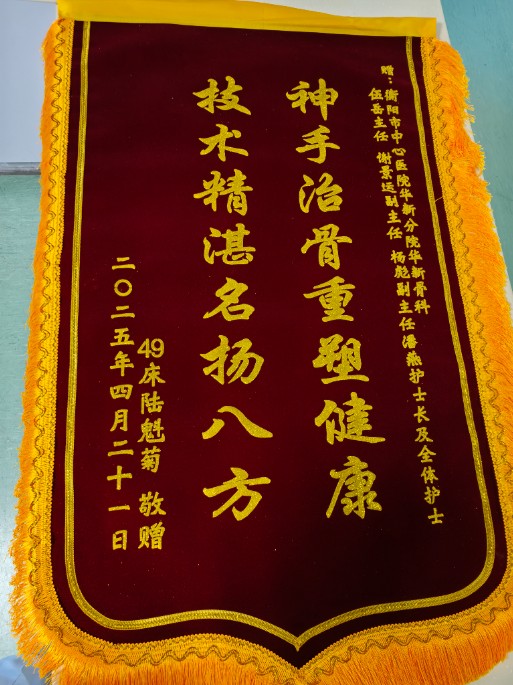 赠：衡阳市中心医院华新分院华新骨科
伍岳主任 谢景远副主任 杨彪副主任潘燕护士长及全体护士
神手治骨重塑健康
技术精湛名扬八方
49床陆魁菊 敬赠
二〇二五年四月二十一日